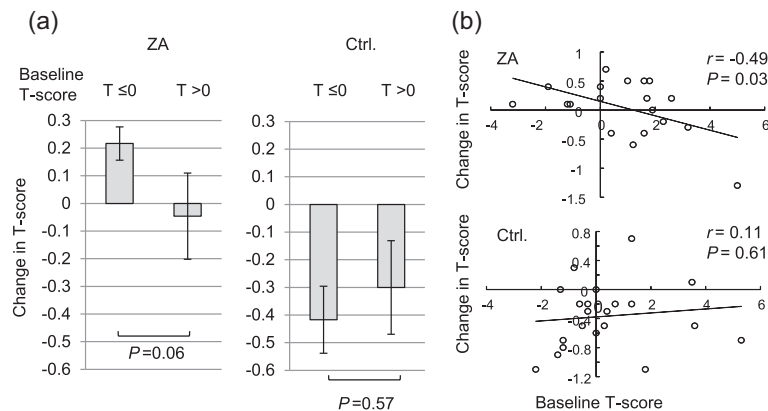 (a)
ZA
Ctrl.
Baseline
T-score
T ≤0
T >0
T ≤0
T >0
Change in T-score
0.3
0.2
0.1
0
-0.1
-0.2
-0.3
-0.4
-0.5
-0.6
P=0.06
0.3
0.2
0.1
0
-0.1
-0.2
-0.3
-0.4
-0.5
-0.6
P=0.57
(b)
ZA
r = -0.49
P = 0.03
Change in T-score
1
0.5
0
-0.5
-1
-1.5
-4
-2
0
2
4
6
Ctrl.
r = 0.11
P = 0.61
Change in T-score
0.8
0.4
0
-0.4
-0.8
-1.2
-4
-2
0
2
4
6
Baseline T-score